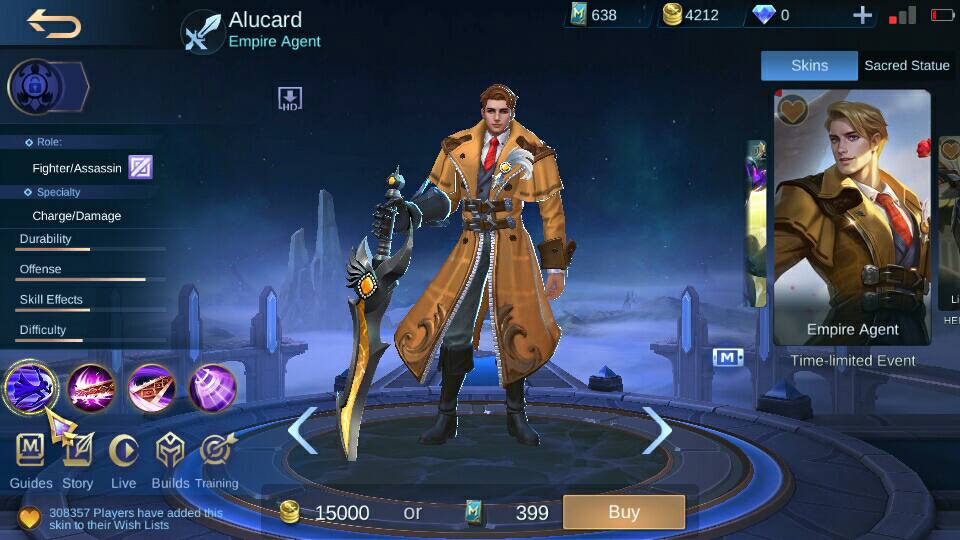 Alucard
Empire Agent
638
4212
0
HD
Skins
Sacred Statue
Role:
Fighter/Assassin
Specialty
Charge/Damage
Durability
Offense
Skill Effects
Difficulty
Empire Agent
Time-limited Event
M
M
Guides
Story
Live
Builds
Training
308357 Players have added this
skin to their Wish Lists
15000
or
399
Buy